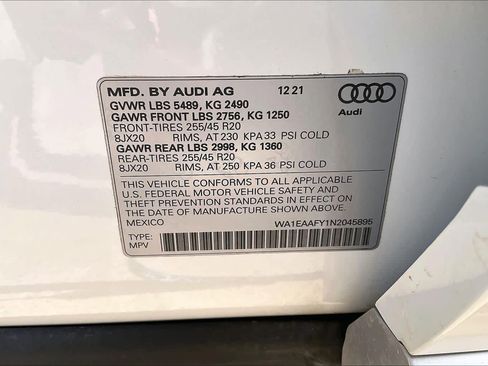 MFD. BY AUDI AG 12 21
GVWR LBS 5489, KG 2490
GAWR FRONT LBS 2756, KG 1250
FRONT-TIRES 255/45 R20
8JX20 RIMS, AT 230 KPA 33 PSI COLD
GAWR REAR LBS 2998, KG 1360
REAR-TIRES 255/45 R20
8JX20 RIMS, AT 250 KPA 36 PSI COLD
Audi
THIS VEHICLE CONFORMS TO ALL APPLICABLE
U.S. FEDERAL MOTOR VEHICLE SAFETY AND
THEFT PREVENTION STANDARDS IN EFFECT ON
THE DATE OF MANUFACTURE SHOWN ABOVE.
MEXICO WA1EAAFY1N2045895
TYPE:
MPV